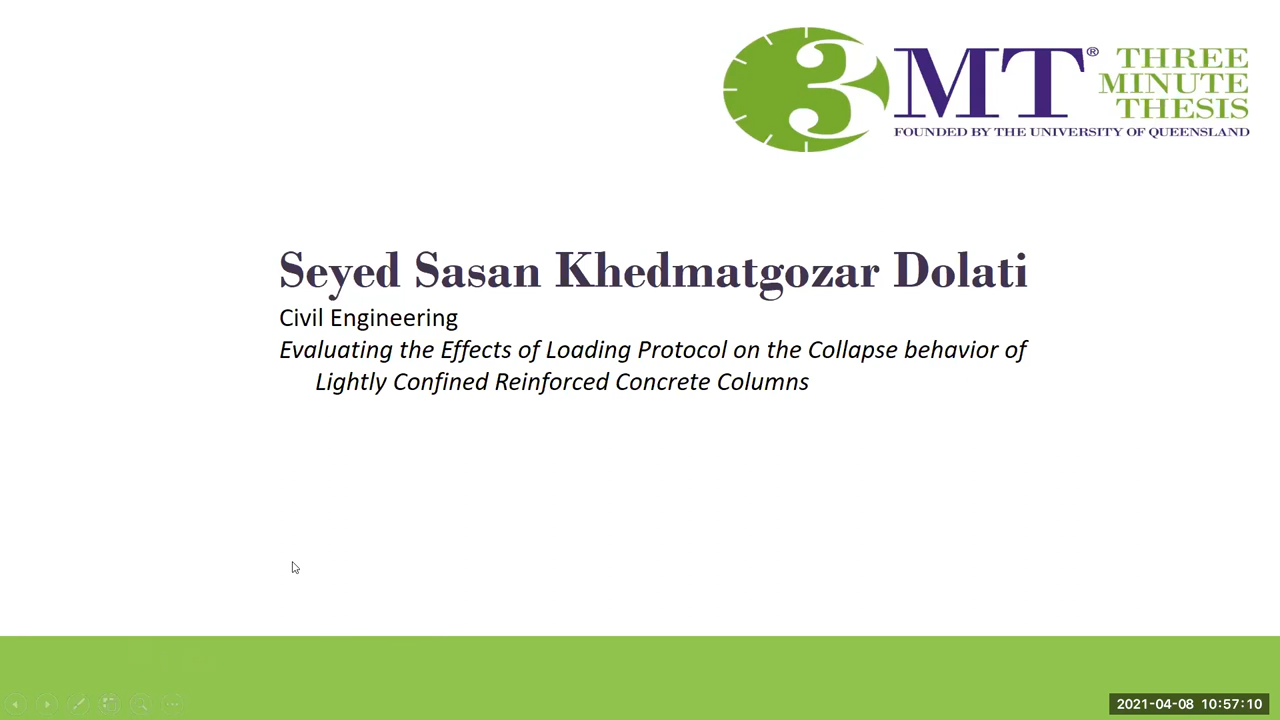 3MT® THREE
MINUTE
THESIS
FOUNDED BY THE UNIVERSITY OF QUEENSLAND
Seyed Sasan Khedmatgozar Dolati
Civil Engineering
Evaluating the Effects of Loading Protocol on the Collapse behavior of
Lightly Confined Reinforced Concrete Columns
2021-04-08 10:57:10